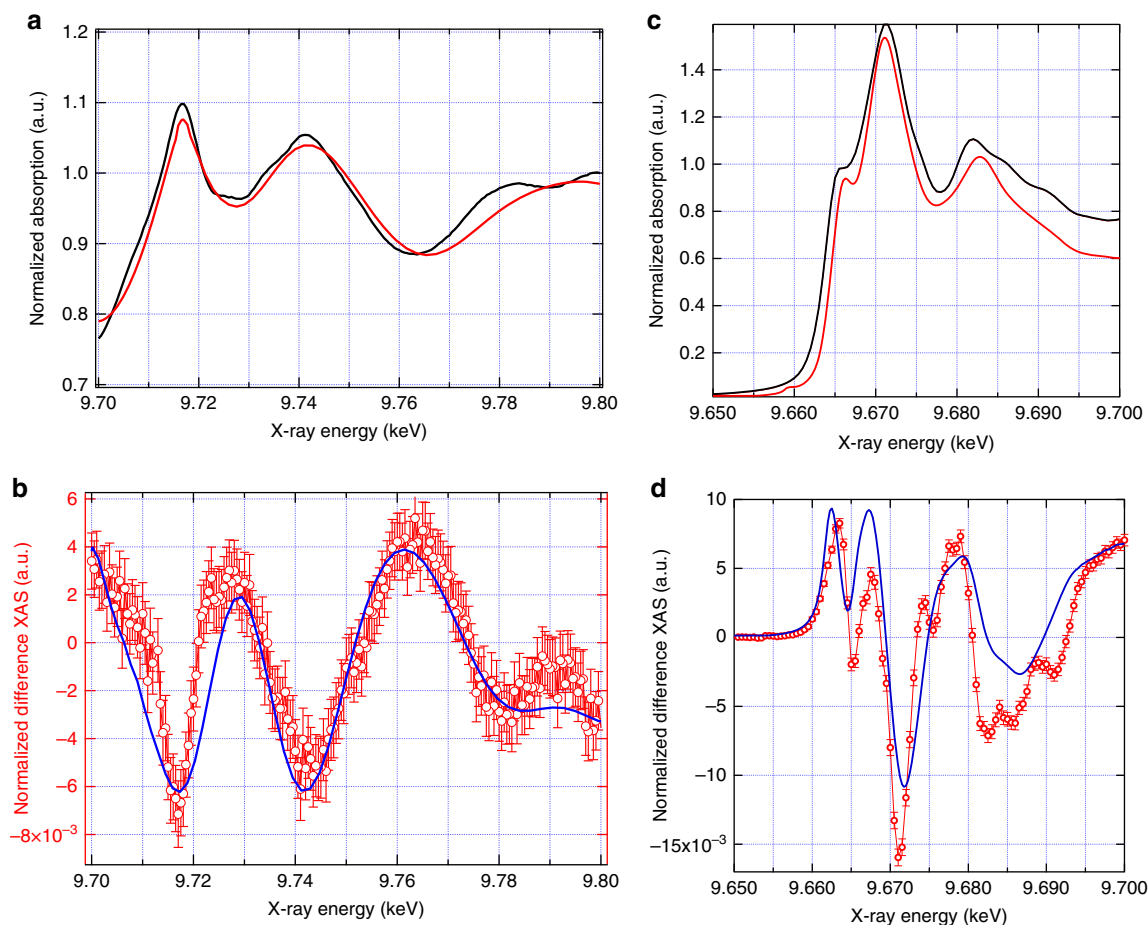 a
1.2
1.1
1.0
0.9
0.8
0.7
Normalized absorption (a.u.)
9.70 9.72 9.74 9.76 9.78 9.80
X-ray energy (keV)
c
1.4
1.2
1.0
0.8
0.6
0.4
0.2
Normalized absorption (a.u.)
9.650 9.660 9.670 9.680 9.690 9.700
X-ray energy (keV)
b
6
4
2
0
−2
−4
−6
−8×10⁻³
Normalized difference XAS (a.u.)
9.70 9.72 9.74 9.76 9.78 9.80
X-ray energy (keV)
d
10
5
0
−5
−10
−15x10⁻³
Normalized difference XAS (a.u.)
9.650 9.660 9.670 9.680 9.690 9.700
X-ray energy (keV)